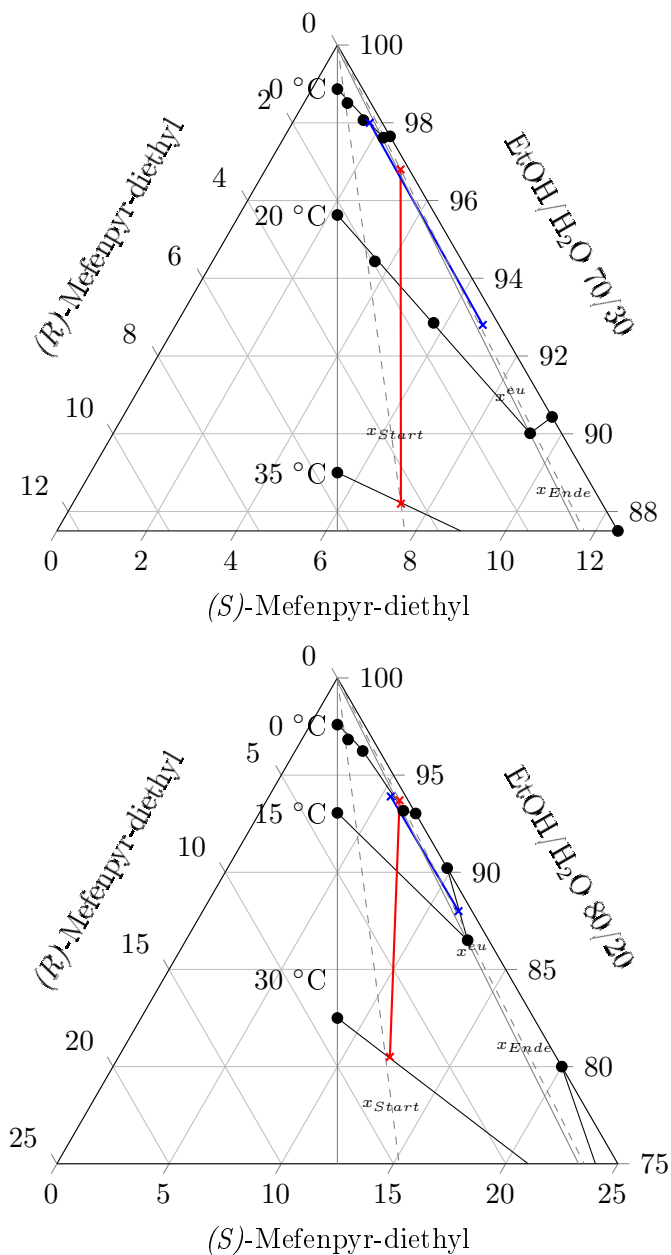 0
100
0 °C
2
98
(R)-Mefenpyr-diethyl
EtOH/H₂O 70/30
4
96
20 °C
6
94
8
92
x^eu
10
x_Start
90
35 °C
12
x_Ende
88
0
2
4
6
8
10
12
(S)-Mefenpyr-diethyl
0
100
0 °C
5
95
(R)-Mefenpyr-diethyl
EtOH/H₂O 80/20
15 °C
10
90
15
x^eu
30 °C
85
20
x_Ende
80
x_Start
25
75
0
5
10
15
20
25
(S)-Mefenpyr-diethyl